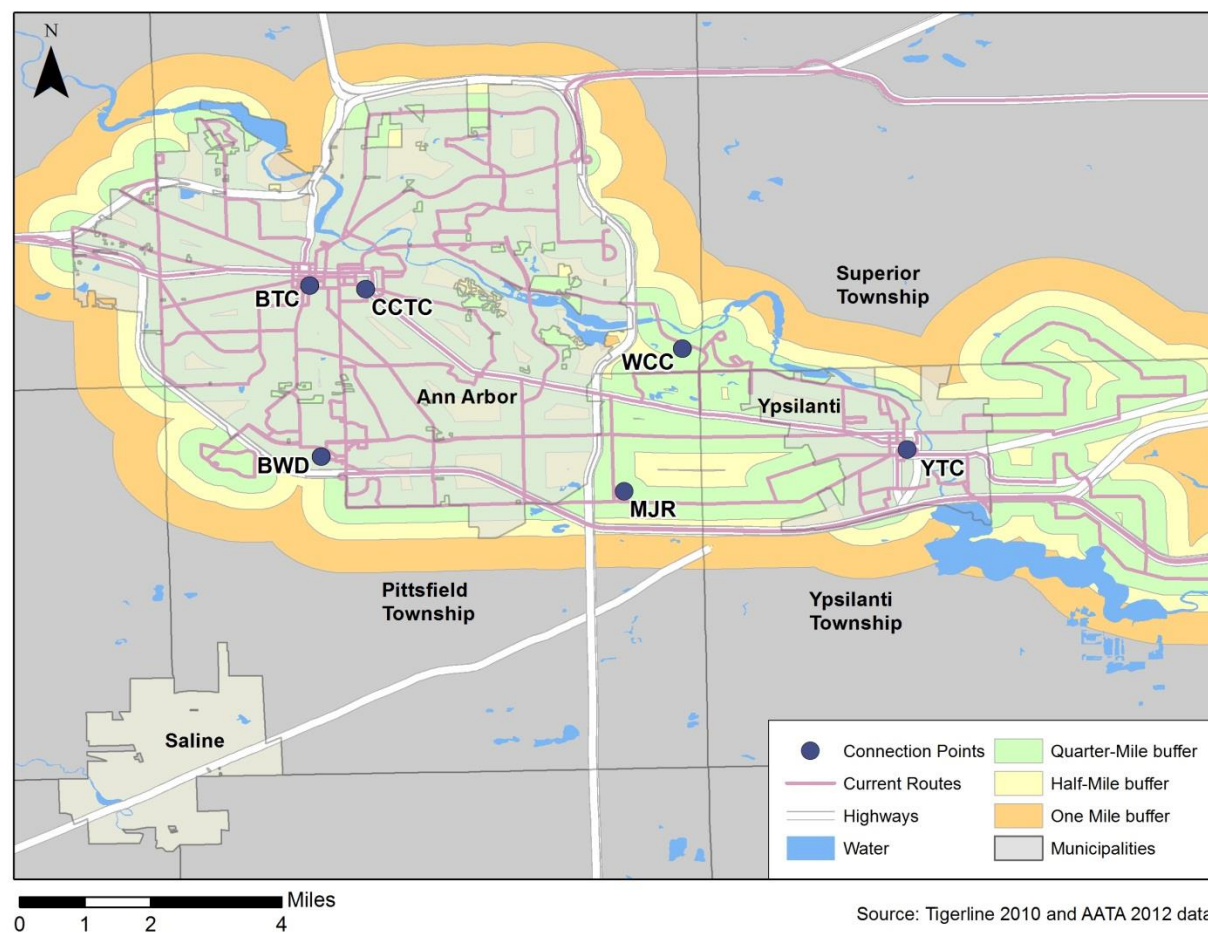 N
Superior
Township
BTC
CCTC
WCC
Ann Arbor
Ypsilanti
BWD
YTC
MJR
Pittsfield
Township
Ypsilanti
Township
Saline
Connection Points
Current Routes
Highways
Water
Quarter-Mile buffer
Half-Mile buffer
One Mile buffer
Municipalities
Miles
0 1 2 4
Source: Tigerline 2010 and AATA 2012 data